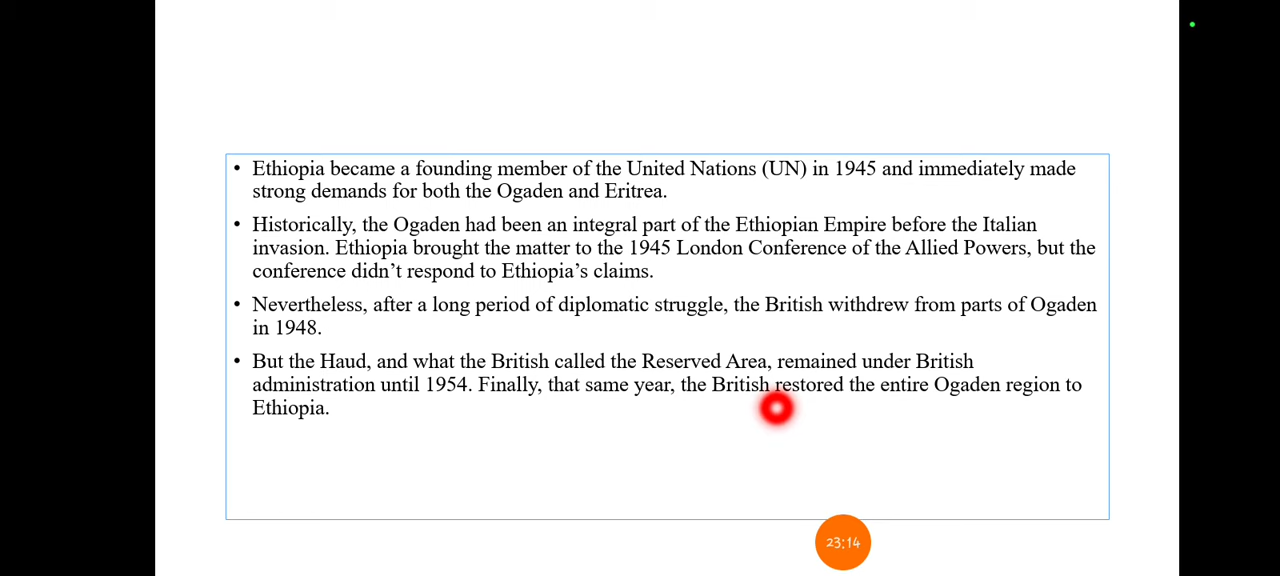 • Ethiopia became a founding member of the United Nations (UN) in 1945 and immediately made
strong demands for both the Ogaden and Eritrea.
• Historically, the Ogaden had been an integral part of the Ethiopian Empire before the Italian
invasion. Ethiopia brought the matter to the 1945 London Conference of the Allied Powers, but the
conference didn’t respond to Ethiopia’s claims.
• Nevertheless, after a long period of diplomatic struggle, the British withdrew from parts of Ogaden
in 1948.
• But the Haud, and what the British called the Reserved Area, remained under British
administration until 1954. Finally, that same year, the British restored the entire Ogaden region to
Ethiopia.
23:14